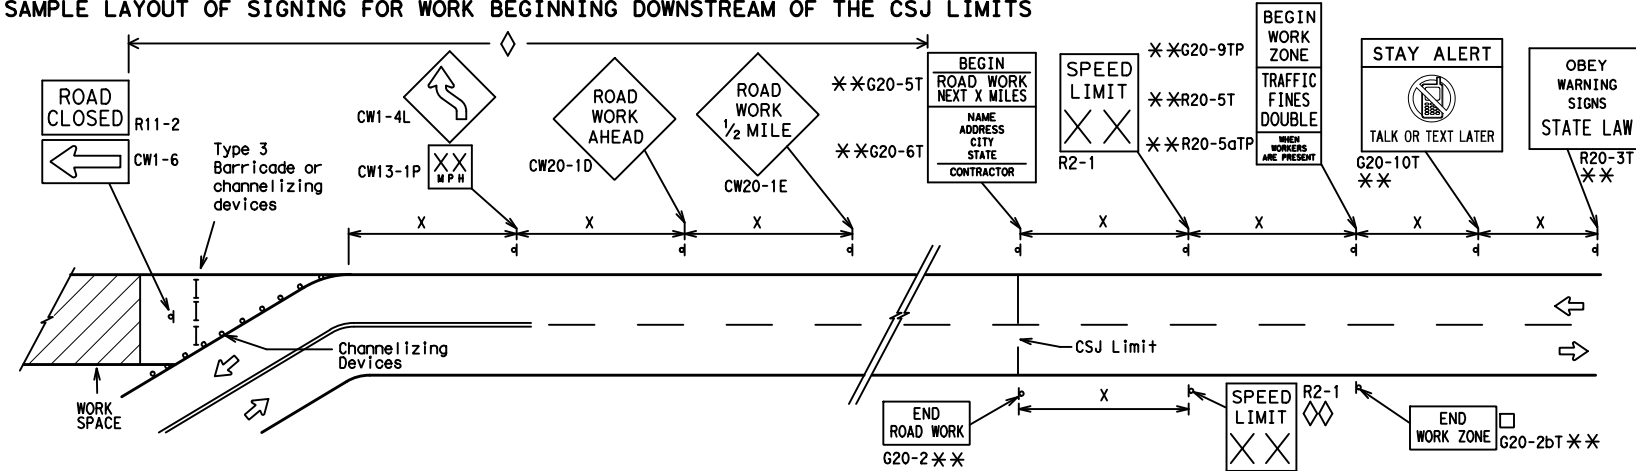 SAMPLE LAYOUT OF SIGNING FOR WORK BEGINNING DOWNSTREAM OF THE CSJ LIMITS
ROAD
CLOSED
R11-2
CW1-6
Type 3
Barricade or
channelizing
devices
CW1-4L
XX
MPH
CW13-1P
ROAD
WORK
AHEAD
CW20-1D
ROAD
WORK
1/2 MILE
CW20-1E
**G20-5T
BEGIN
ROAD WORK
NEXT X MILES
**G20-6T
NAME
ADDRESS
CITY
STATE
CONTRACTOR
SPEED
LIMIT
XX
R2-1
**G20-9TP
BEGIN
WORK
ZONE
**R20-5T
TRAFFIC
FINES
DOUBLE
**R20-5aTP
WHEN
WORKERS
ARE PRESENT
STAY ALERT
TALK OR TEXT LATER
G20-10T
**
OBEY
WARNING
SIGNS
STATE LAW
R20-3T
**
X
X
X
X
X
X
X
Channelizing
Devices
CSJ Limit
WORK
SPACE
END
ROAD WORK
G20-2**
X
SPEED
LIMIT
XX
R2-1
END
WORK ZONE
G20-2bT **